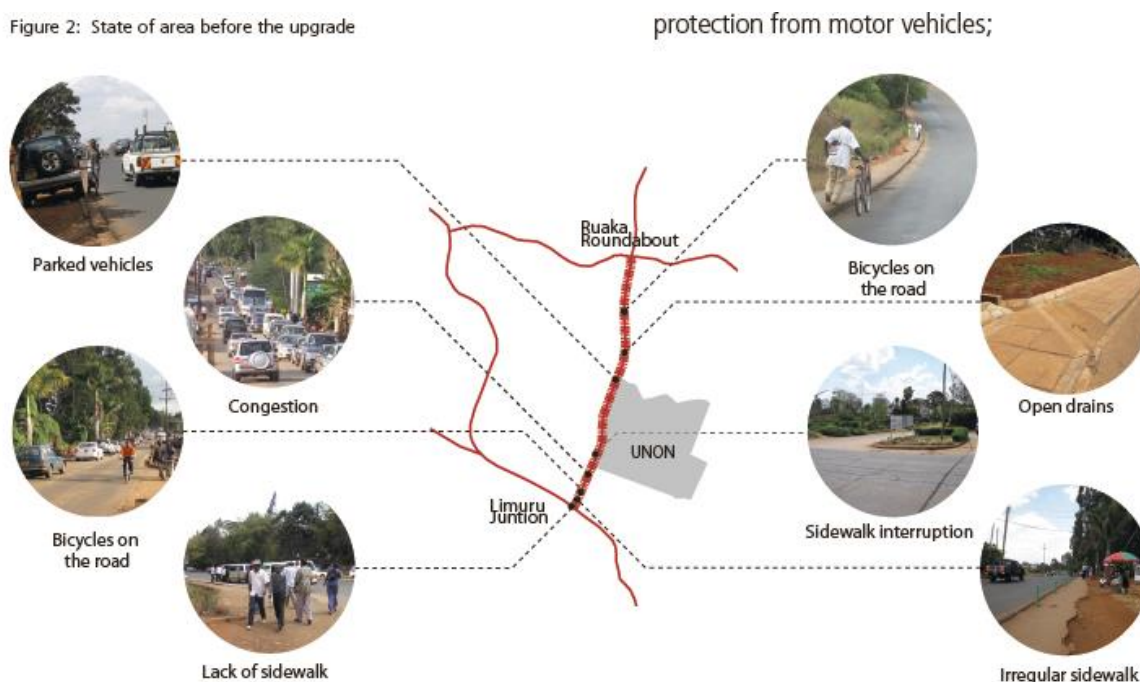 Figure 2: State of area before the upgrade
protection from motor vehicles;
Parked vehicles
Congestion
Bicycles on
the road
Lack of sidewalk
Ruaka
Roundabout
UNON
Limuru
Juntion
Bicycles on
the road
Open drains
Sidewalk interruption
Irregular sidewalk